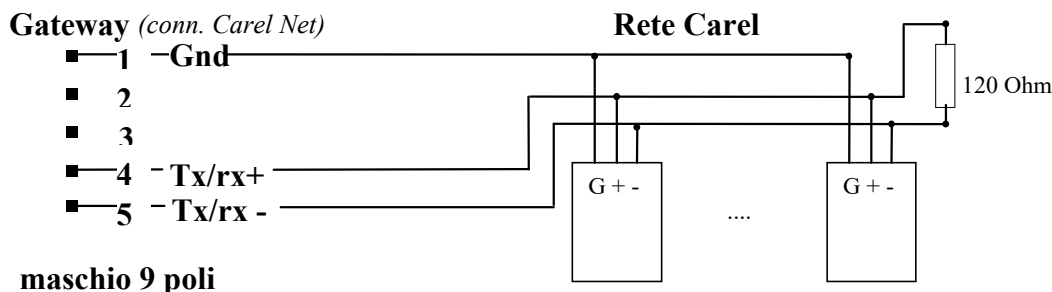 Gateway (conn. Carel Net)
Rete Carel
1 Gnd
2
3
4 Tx/rx+
5 Tx/rx -
120 Ohm
G + -
....
G + -
maschio 9 poli